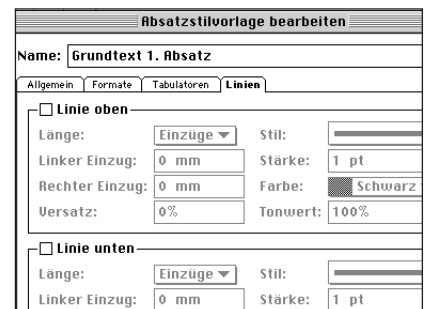 Absatzstilvorlage bearbeiten
Name: Grundtext 1. Absatz
Allgemein Formate Tabulatoren Linien
Linie oben
Länge: Einzüge Stil:
Linker Einzug: 0 mm Stärke: 1 pt
Rechter Einzug: 0 mm Farbe: Schwarz
Versatz: 0% Tonwert: 100%
Linie unten
Länge: Einzüge Stil:
Linker Einzug: 0 mm Stärke: 1 pt